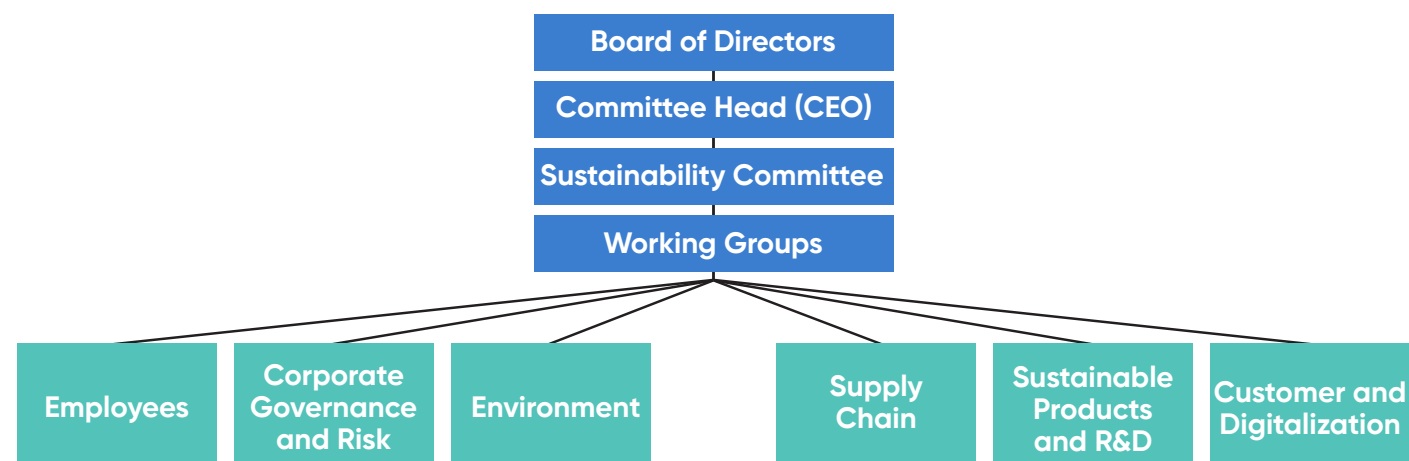 Board of Directors
Committee Head (CEO)
Sustainability Committee
Working Groups
Employees
Corporate
Governance
and Risk
Environment
Supply
Chain
Sustainable
Products
and R&D
Customer and
Digitalization